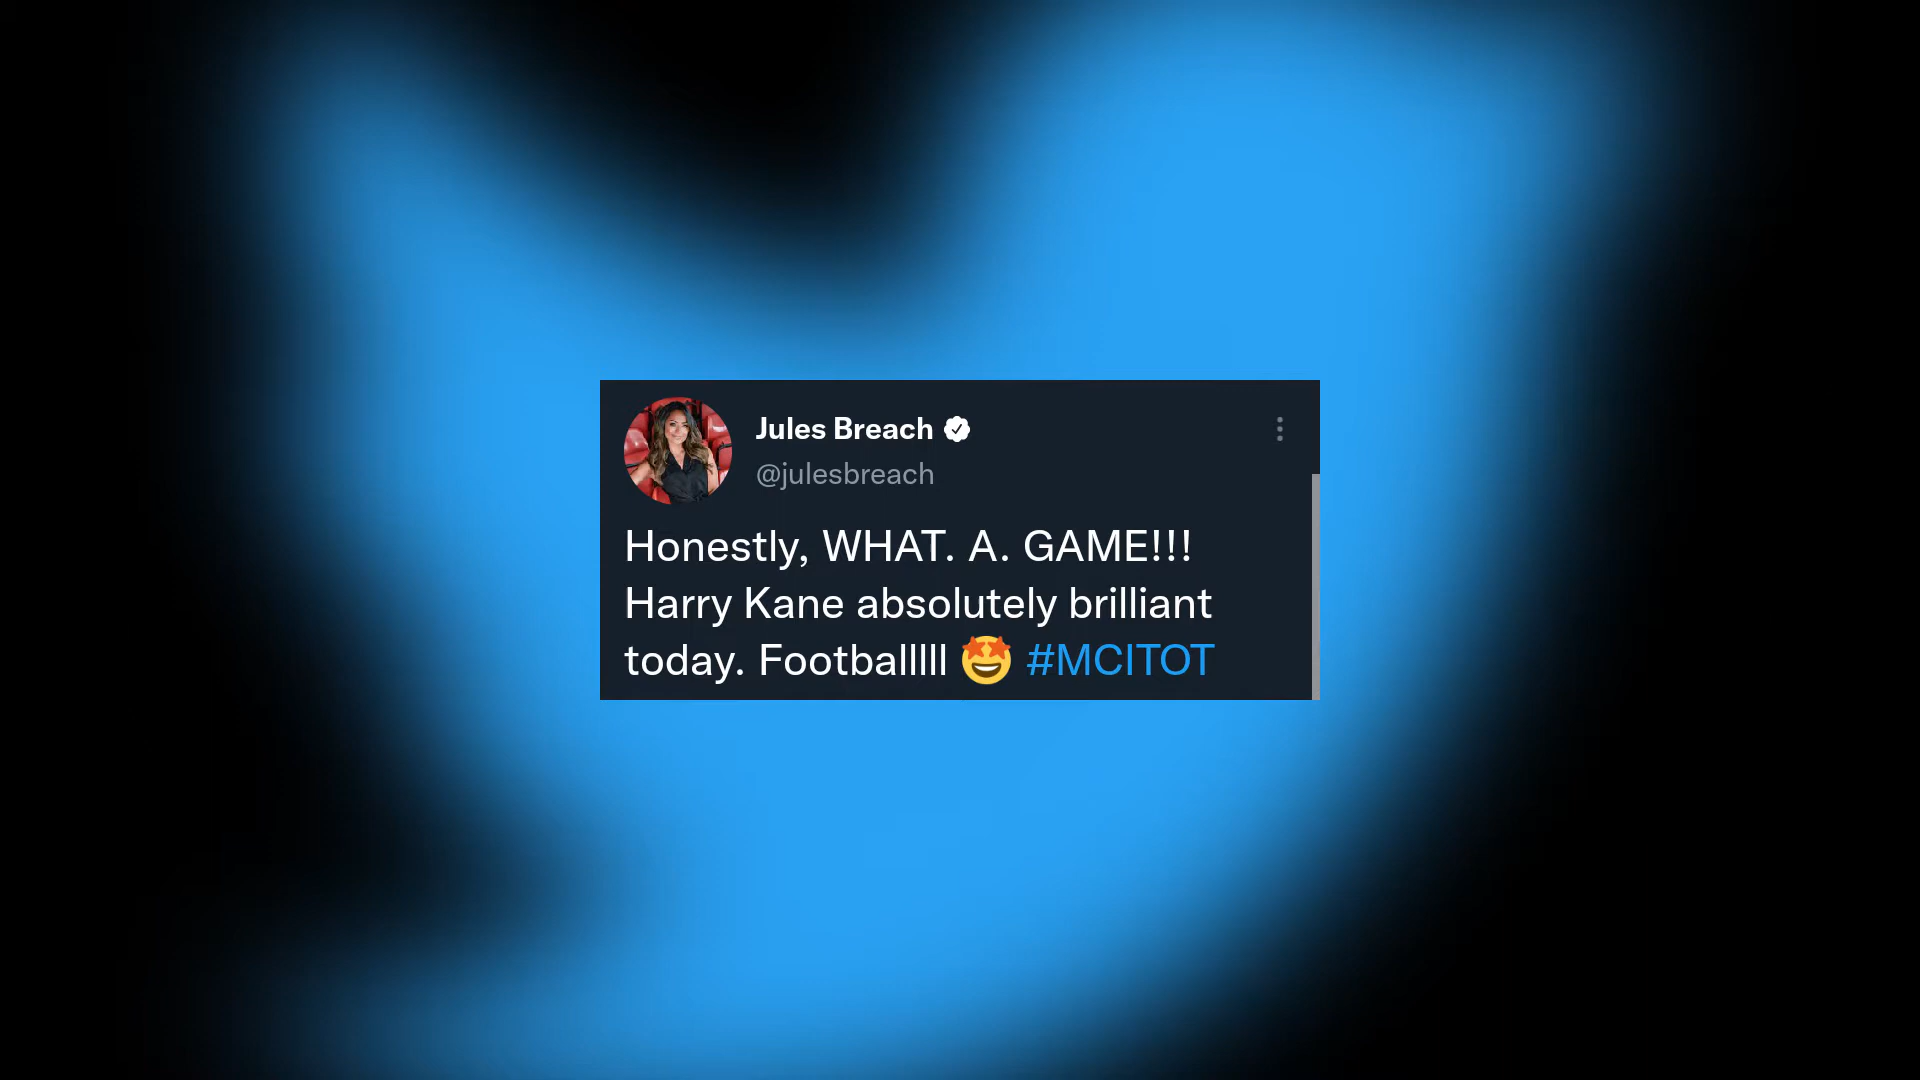 Jules Breach
@julesbreach
Honestly, WHAT. A. GAME!!!
Harry Kane absolutely brilliant
today. Footballlll 🤩 #MCITOT